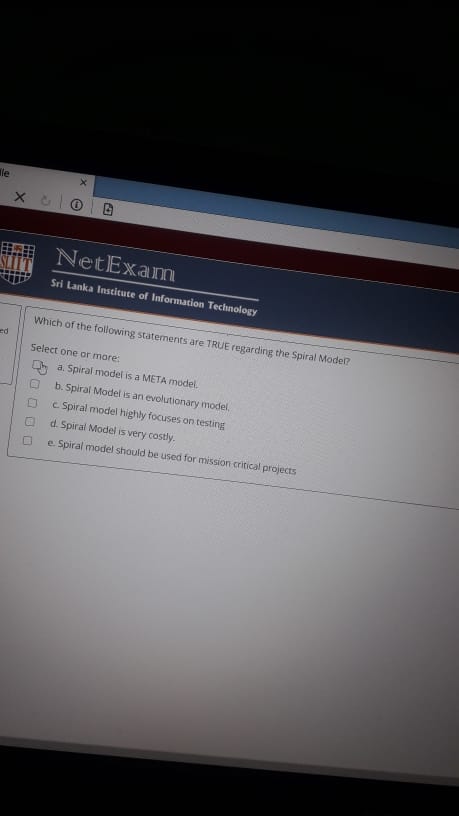 lle
NetExam
Sri Lanka Institute of Information Technology
ed
Which of the following statements are TRUE regarding the Spiral Model?
Select one or more:
a. Spiral model is a META model.
b. Spiral Model is an evolutionary model.
c. Spiral model highly focuses on testing
d. Spiral Model is very costly.
e. Spiral model should be used for mission critical projects